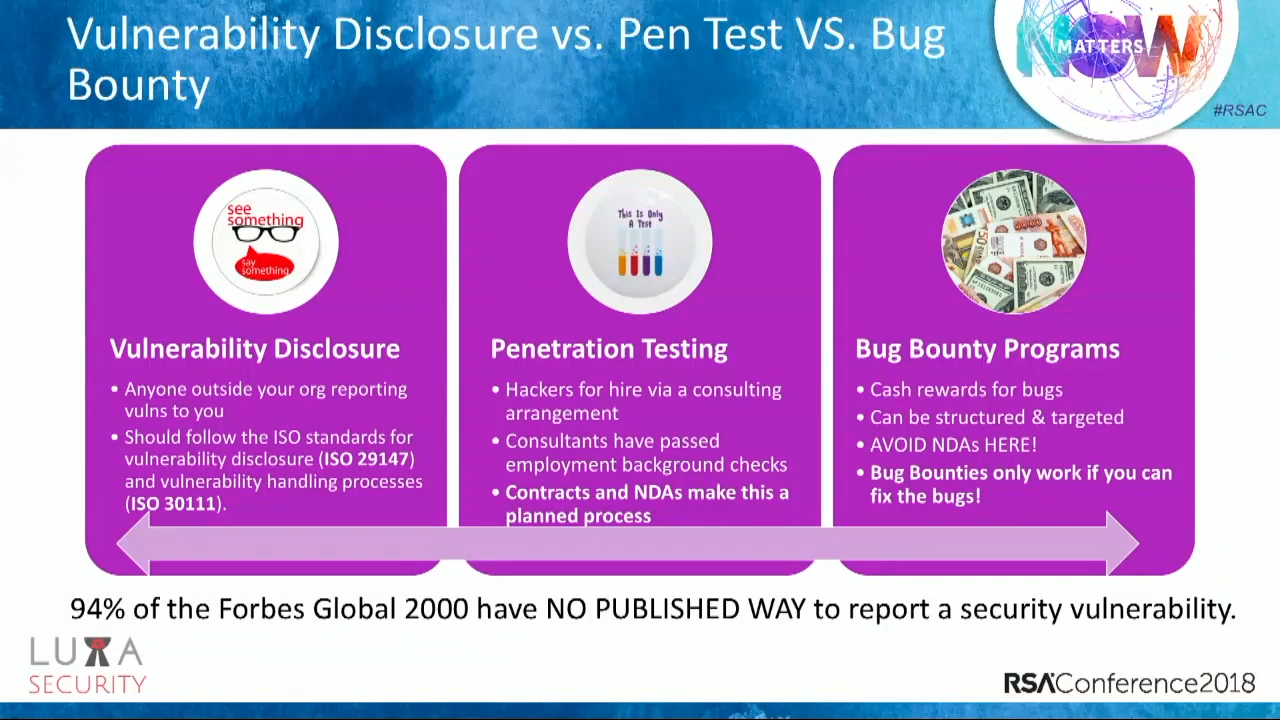 Vulnerability Disclosure vs. Pen Test VS. Bug
Bounty
NOW
MATTERS
#RSAC
see
something
say
something
Vulnerability Disclosure
• Anyone outside your org reporting
vulns to you
• Should follow the ISO standards for
vulnerability disclosure (ISO 29147)
and vulnerability handling processes
(ISO 30111).
This Is Only
A Test
Penetration Testing
• Hackers for hire via a consulting
arrangement
• Consultants have passed
employment background checks
• Contracts and NDAs make this a
planned process
Bug Bounty Programs
• Cash rewards for bugs
• Can be structured & targeted
• AVOID NDAs HERE!
• Bug Bounties only work if you can
fix the bugs!
94% of the Forbes Global 2000 have NO PUBLISHED WAY to report a security vulnerability.
LUTA
SECURITY
RSAConference2018